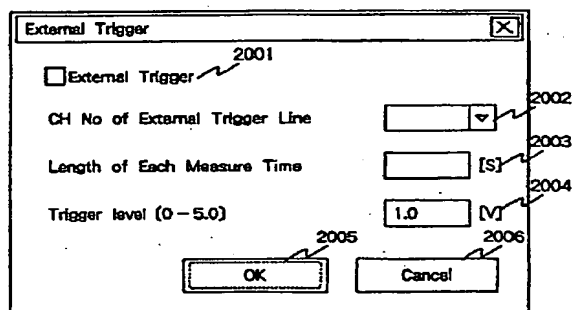 External Trigger
2001
External Trigger
2002
CH No of External Trigger Line
2003
Length of Each Measure Time [S]
2004
Trigger level (0 - 5.0) 1.0 [V]
2005 2006
OK Cancel